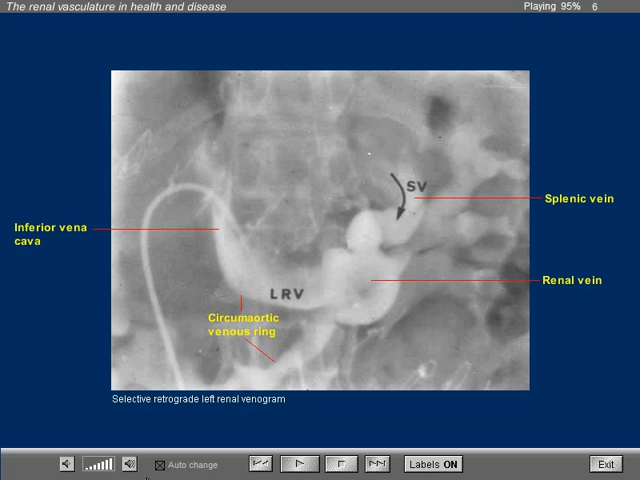 The renal vasculature in health and disease
Playing 95% 6
SV
Splenic vein
Inferior vena
cava
Renal vein
LRV
Circumaortic
venous ring
Selective retrograde left renal venogram
Auto change
Labels ON
Exit